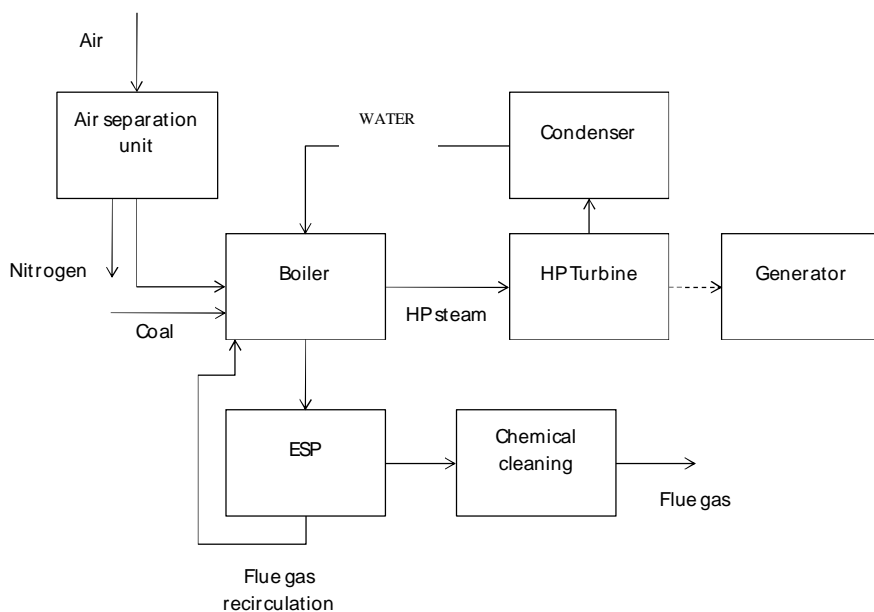 Air
Air separation
unit
WATER
Condenser
Nitrogen
Boiler
HP Turbine
Generator
Coal
HP steam
ESP
Chemical
cleaning
Flue gas
Flue gas
recirculation